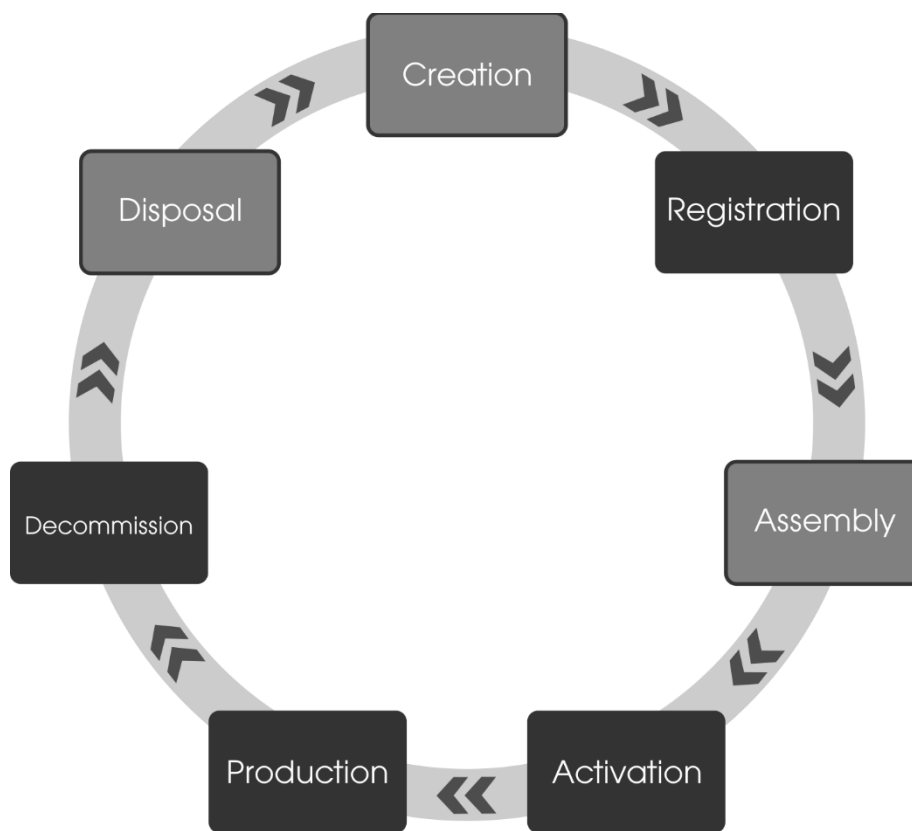 Creation
Registration
Assembly
Activation
Production
Decommission
Disposal